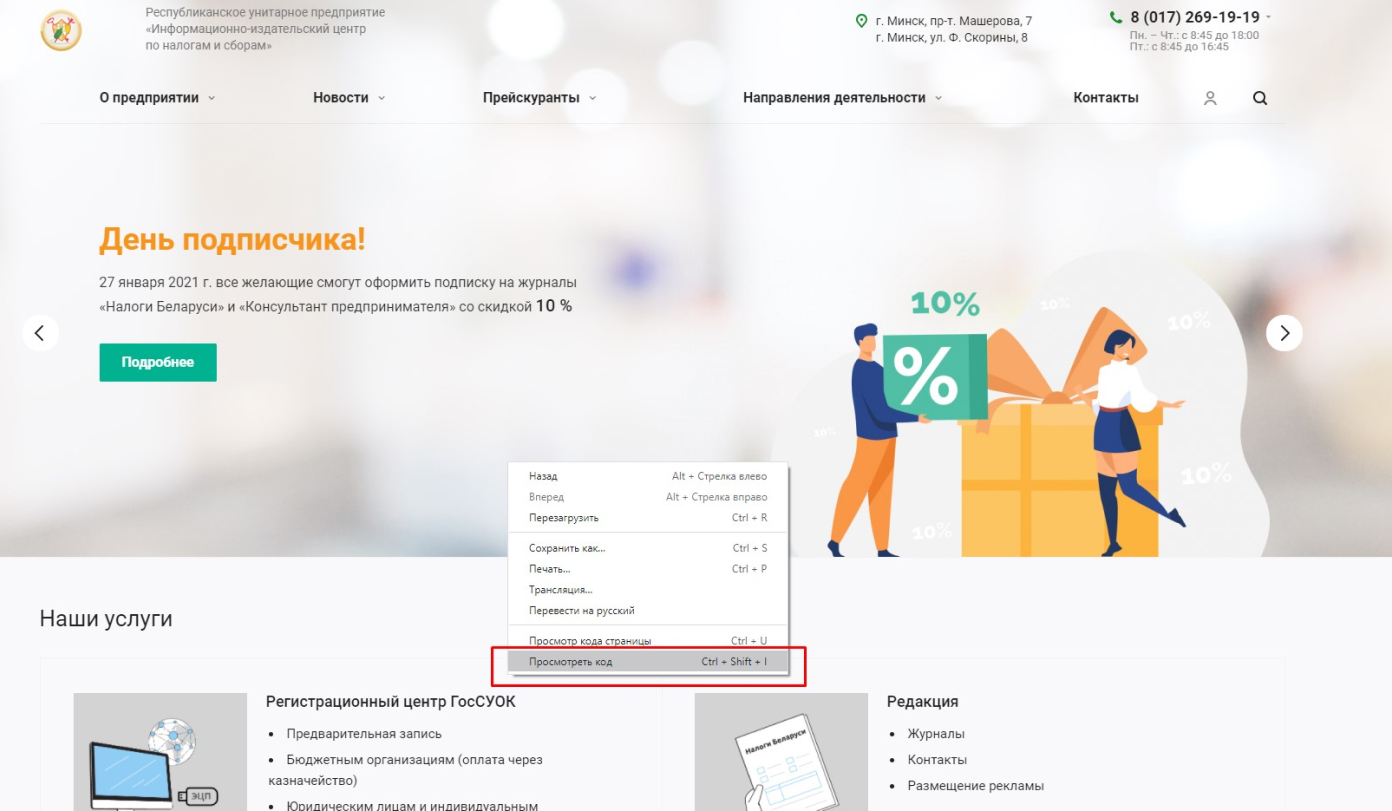 Республиканское унитарное предприятие
«Информационно-издательский центр
по налогам и сборам»
г. Минск, пр-т. Машерова, 7
г. Минск, ул. Ф. Скорины, 8
8 (017) 269-19-19
Пн. – Чт.: с 8:45 до 18:00
Пт.: с 8:45 до 16:45
О предприятии
Новости
Прейскуранты
Направления деятельности
Контакты
День подписчика!
27 января 2021 г. все желающие смогут оформить подписку на журналы
«Налоги Беларуси» и «Консультант предпринимателя» со скидкой 10 %
Подробнее
10%
10%
10%
%
10%
10%
10%
Назад Alt + Стрелка влево
Вперед Alt + Стрелка вправо
Перезагрузить Ctrl + R
Сохранить как... Ctrl + S
Печать... Ctrl + P
Трансляция...
Перевести на русский
Просмотр кода страницы Ctrl + U
Просмотреть код Ctrl + Shift + I
Наши услуги
Регистрационный центр ГосСУОК
• Предварительная запись
• Бюджетным организациям (оплата через
казначейство)
• Юридическим лицам и индивидуальным
ЭЦП
Налоги Беларуси
Редакция
• Журналы
• Контакты
• Размещение рекламы